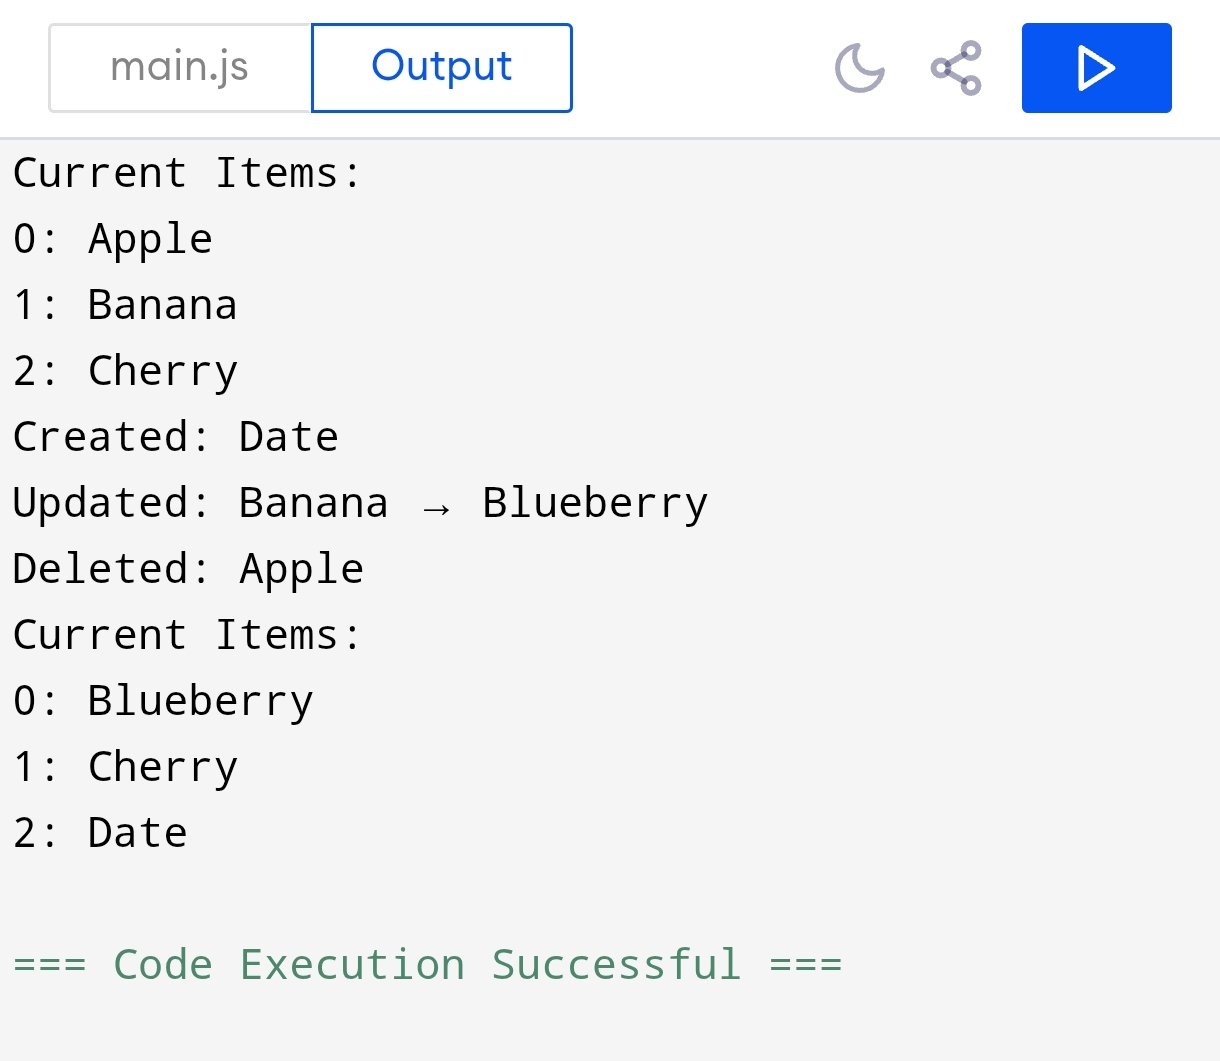 main.js
Output
Current Items:
0: Apple
1: Banana
2: Cherry
Created: Date
Updated: Banana → Blueberry
Deleted: Apple
Current Items:
0: Blueberry
1: Cherry
2: Date
=== Code Execution Successful ===